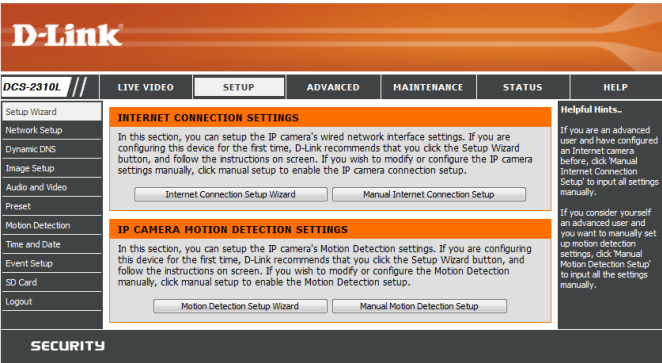 D-Link
DCS-2310L // LIVE VIDEO SETUP ADVANCED MAINTENANCE STATUS HELP
Setup Wizard
Network Setup
Dynamic DNS
Image Setup
Audio and Video
Preset
Motion Detection
Time and Date
Event Setup
SD Card
Logout
INTERNET CONNECTION SETTINGS
In this section, you can setup the IP camera's wired network interface settings. If you are
configuring this device for the first time, D-Link recommends that you click the Setup Wizard
button, and follow the instructions on screen. If you wish to modify or configure the IP camera
settings manually, click manual setup to enable the IP camera connection setup.
Internet Connection Setup Wizard Manual Internet Connection Setup
IP CAMERA MOTION DETECTION SETTINGS
In this section, you can setup the IP camera's Motion Detection settings. If you are configuring
this device for the first time, D-Link recommends that you click the Setup Wizard button, and
follow the instructions on screen. If you wish to modify or configure the Motion Detection
manually, click manual setup to enable the Motion Detection setup.
Motion Detection Setup Wizard Manual Motion Detection Setup
Helpful Hints..
If you are an advanced
user and have configured
an Internet camera
before, click 'Manual
Internet Connection
Setup' to input all settings
manually.
If you consider yourself
an advanced user and
you want to manually set
up motion detection
settings, click 'Manual
Motion Detection Setup'
to input all the settings
manually.
SECURITY